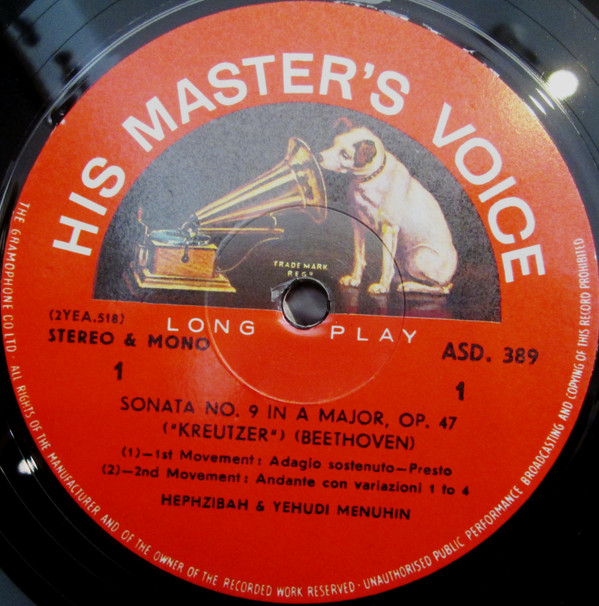 HIS MASTER'S VOICE
TRADE MARK
REGD
LONG PLAY
(2YEA.518)
STEREO & MONO
ASD. 389
1
1
SONATA NO. 9 IN A MAJOR, OP. 47
("KREUTZER") (BEETHOVEN)
(1)—1st Movement: Adagio sostenuto—Presto
(2)—2nd Movement: Andante con variazioni 1 to 4
HEPHZIBAH & YEHUDI MENUHIN
THE GRAMOPHONE CO LTD · ALL RIGHTS OF THE MANUFACTURER AND OF THE OWNER OF THE RECORDED WORK RESERVED · UNAUTHORISED PUBLIC PERFORMANCE BROADCASTING AND COPYING OF THIS RECORD PROHIBITED